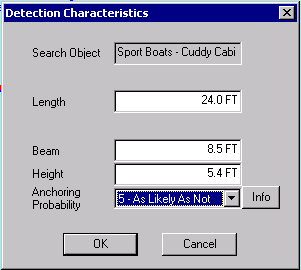 Detection Characteristics
Search Object Sport Boats - Cuddy Cabi
Length 24.0 FT
Beam 8.5 FT
Height 5.4 FT
Anchoring
Probability 5 - As Likely As Not Info
OK Cancel